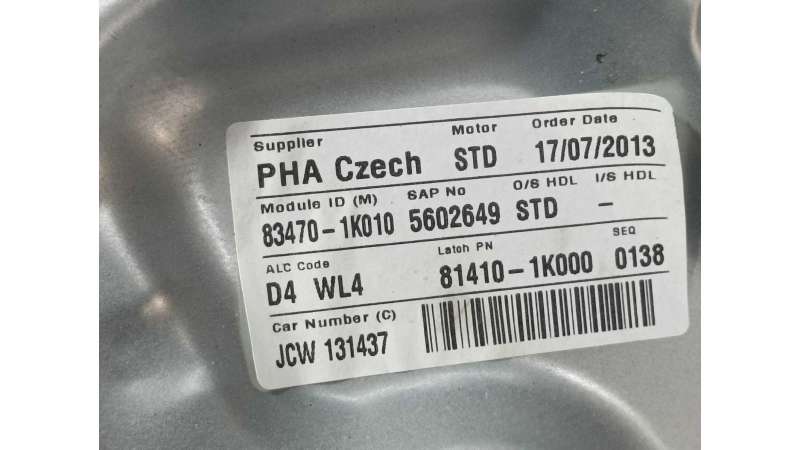 Supplier Motor Order Date
PHA Czech STD 17/07/2013
Module ID (M) SAP No O/S HDL I/S HDL
83470-1K010 5602649 STD -
ALC Code Latch PN SEQ
D4 WL4 81410-1K000 0138
Car Number (C)
JCW 131437